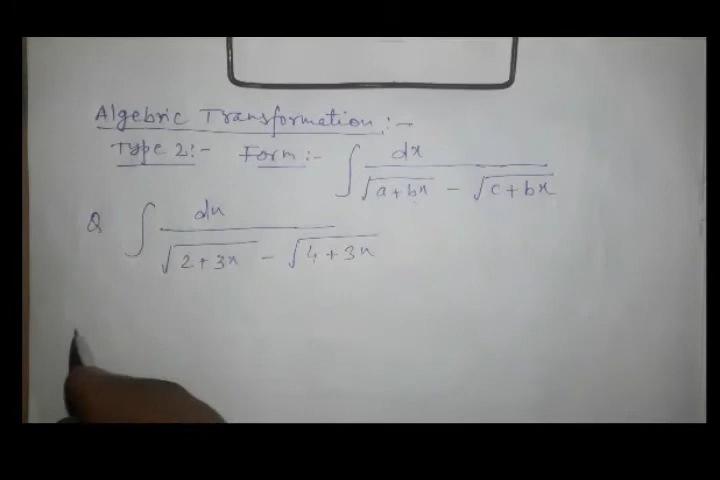 Algebric Transformation :-
Type 2:- Form :- ∫ dx / √(a+bx) - √(c+bx)
Q ∫ dx / √(2+3x) - √(4+3x)